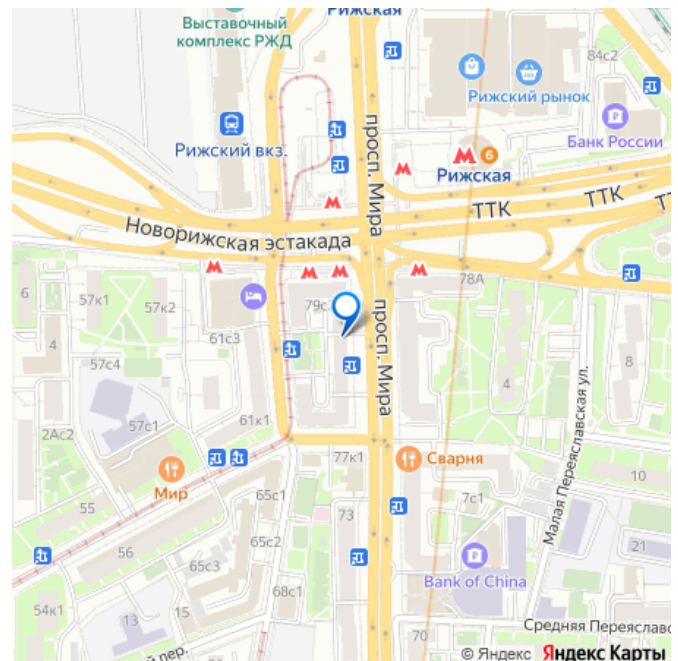 Рижская
Выставочный
комплекс РЖД
84с2
Рижский рынок
просп. Мира
Банк России
Рижский вкз.
6
Рижская
ТТК
ТТК
Новорижская эстакада
78А
6
57к1
57к2
79с
просп. Мира
4
61с3
8
57с4
4
Малая Переяславская ул.
61к1
57с1
2Ас2
77к1
Сварня
Мир
10
65с1
7с1
55
73
56
65с2
21
65с3
Bank of China
68с1
54к1
13
15
70
Средняя Переяславс
пер.
© Яндекс Яндекс Карты